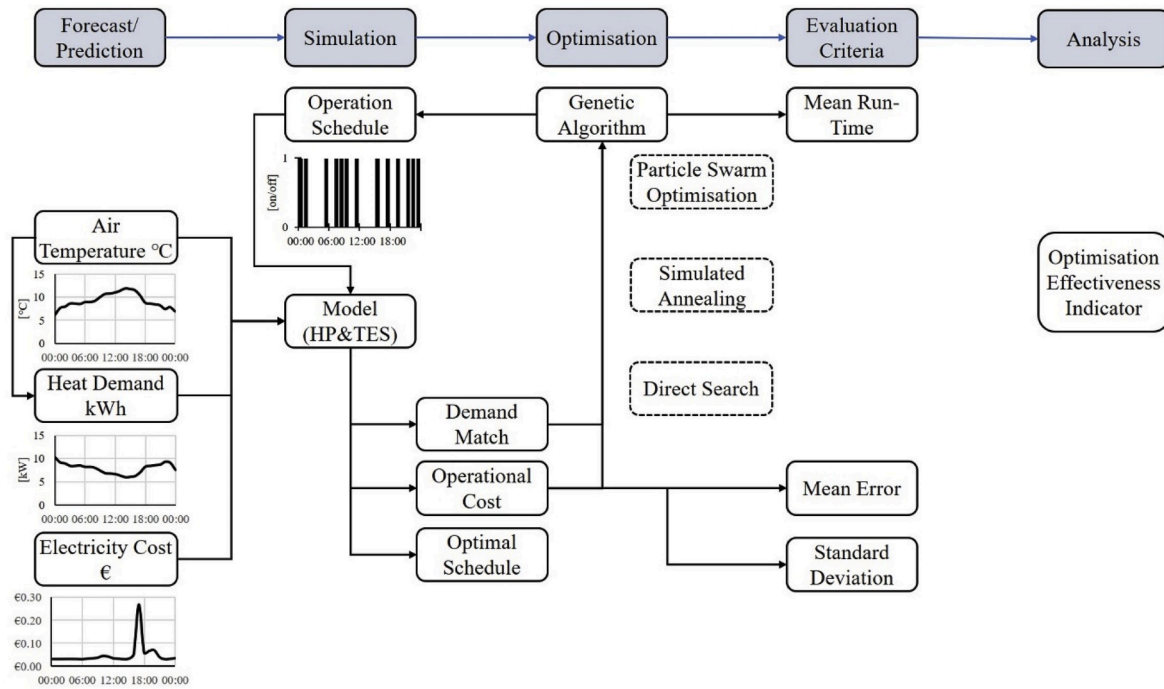 Forecast/
Prediction
Simulation
Optimisation
Evaluation
Criteria
Analysis
Operation
Schedule
Genetic
Algorithm
Mean Run-
Time
1
[on/off]
0
00:00 06:00 12:00 18:00
Particle Swarm
Optimisation
Simulated
Annealing
Direct Search
Optimisation
Effectiveness
Indicator
Air
Temperature °C
15
10
5
0
[°C]
00:00 06:00 12:00 18:00 00:00
Model
(HP&TES)
Heat Demand
kWh
15
10
5
0
[kW]
00:00 06:00 12:00 18:00 00:00
Demand
Match
Operational
Cost
Optimal
Schedule
Mean Error
Standard
Deviation
Electricity Cost
€
€0.30
€0.20
€0.10
€0.00
00:00 06:00 12:00 18:00 00:00